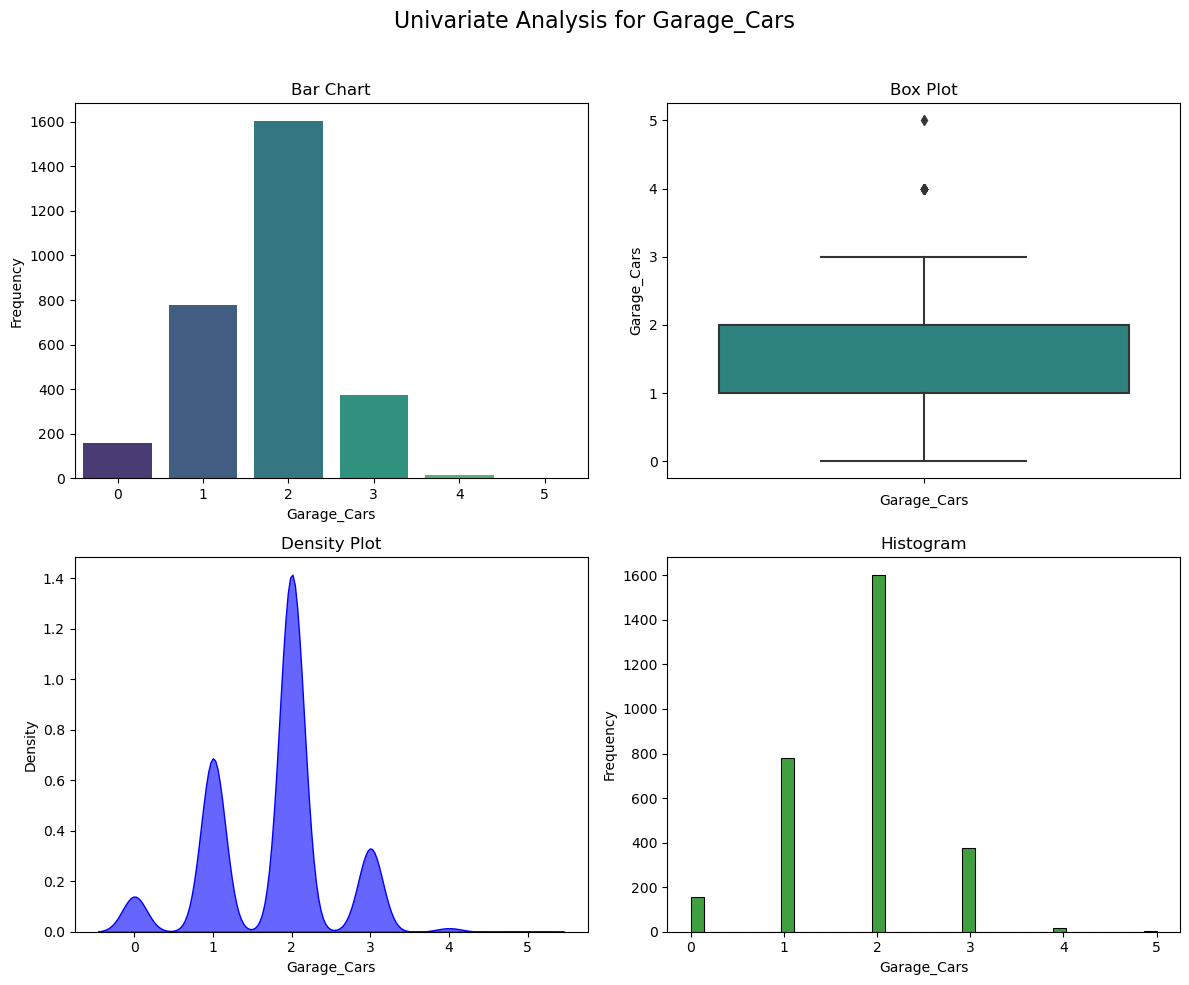 Univariate Analysis for Garage_Cars
Bar Chart
Frequency
1600
1400
1200
1000
800
600
400
200
0
0 1 2 3 4 5
Garage_Cars
Box Plot
Garage_Cars
5
4
3
2
1
0
Garage_Cars
Density Plot
Density
1.4
1.2
1.0
0.8
0.6
0.4
0.2
0.0
0 1 2 3 4 5
Garage_Cars
Histogram
Frequency
1600
1400
1200
1000
800
600
400
200
0
0 1 2 3 4 5
Garage_Cars